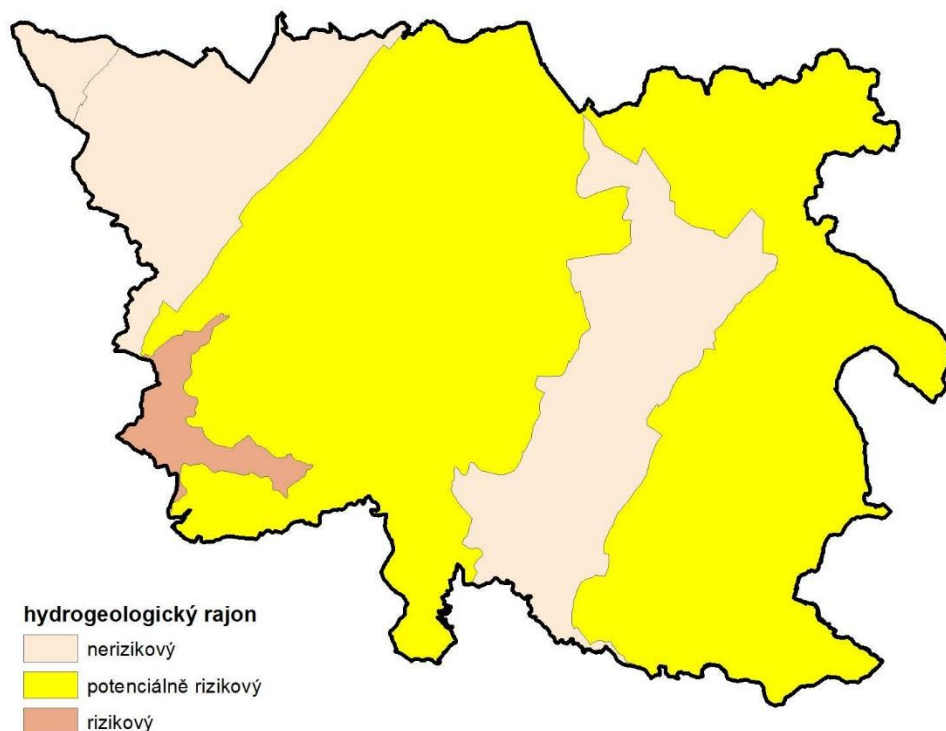 hydrogeologický rajon
nerizikový
potenciálně rizikový
rizikový